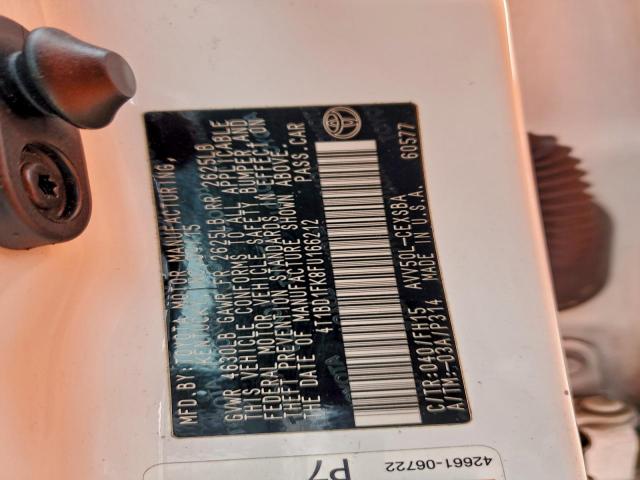 MFD. BY: TOYOTA MOTOR MANUFACTURING,
KENTUCKY
GVWR 4630LB GAWR FR 2625LB RR 2625LB
THIS VEHICLE CONFORMS TO ALL APPLICABLE
FEDERAL MOTOR VEHICLE SAFETY, BUMPER, AND
THEFT PREVENTION STANDARDS IN EFFECT ON
THE DATE OF MANUFACTURE SHOWN ABOVE.
4T1BD1FK8FU166212 PASS.CAR
C/TR:040/FH15 AVV50L-CEXSBA
A/TM:-03A/P314 MADE IN U.S.A. 60577
42661-06722
P7